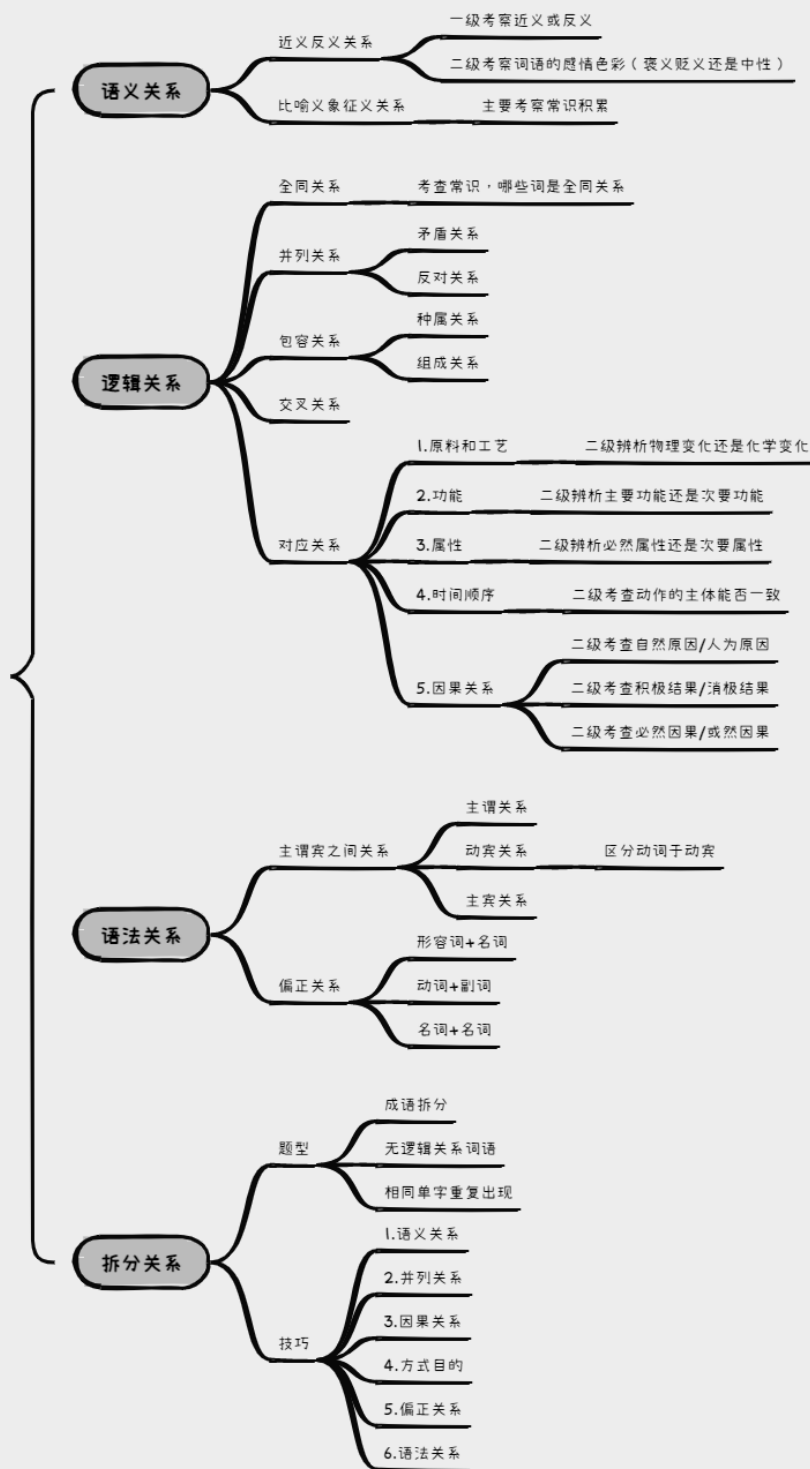 语义关系
近义反义关系
一级考察近义或反义
二级考察词语的感情色彩（褒义贬义还是中性）
比喻义象征义关系
主要考察常识积累
逻辑关系
全同关系
考查常识，哪些词是全同关系
并列关系
矛盾关系
反对关系
包容关系
种属关系
组成关系
交叉关系
对应关系
1.原料和工艺
二级辨析物理变化还是化学变化
2.功能
二级辨析主要功能还是次要功能
3.属性
二级辨析必然属性还是次要属性
4.时间顺序
二级考查动作的主体能否一致
5.因果关系
二级考查自然原因/人为原因
二级考查积极结果/消极结果
二级考查必然因果/或然因果
语法关系
主谓宾之间关系
主谓关系
动宾关系
区分动词于动宾
主宾关系
偏正关系
形容词+名词
动词+副词
名词+名词
拆分关系
题型
成语拆分
无逻辑关系词语
相同单字重复出现
技巧
1.语义关系
2.并列关系
3.因果关系
4.方式目的
5.偏正关系
6.语法关系